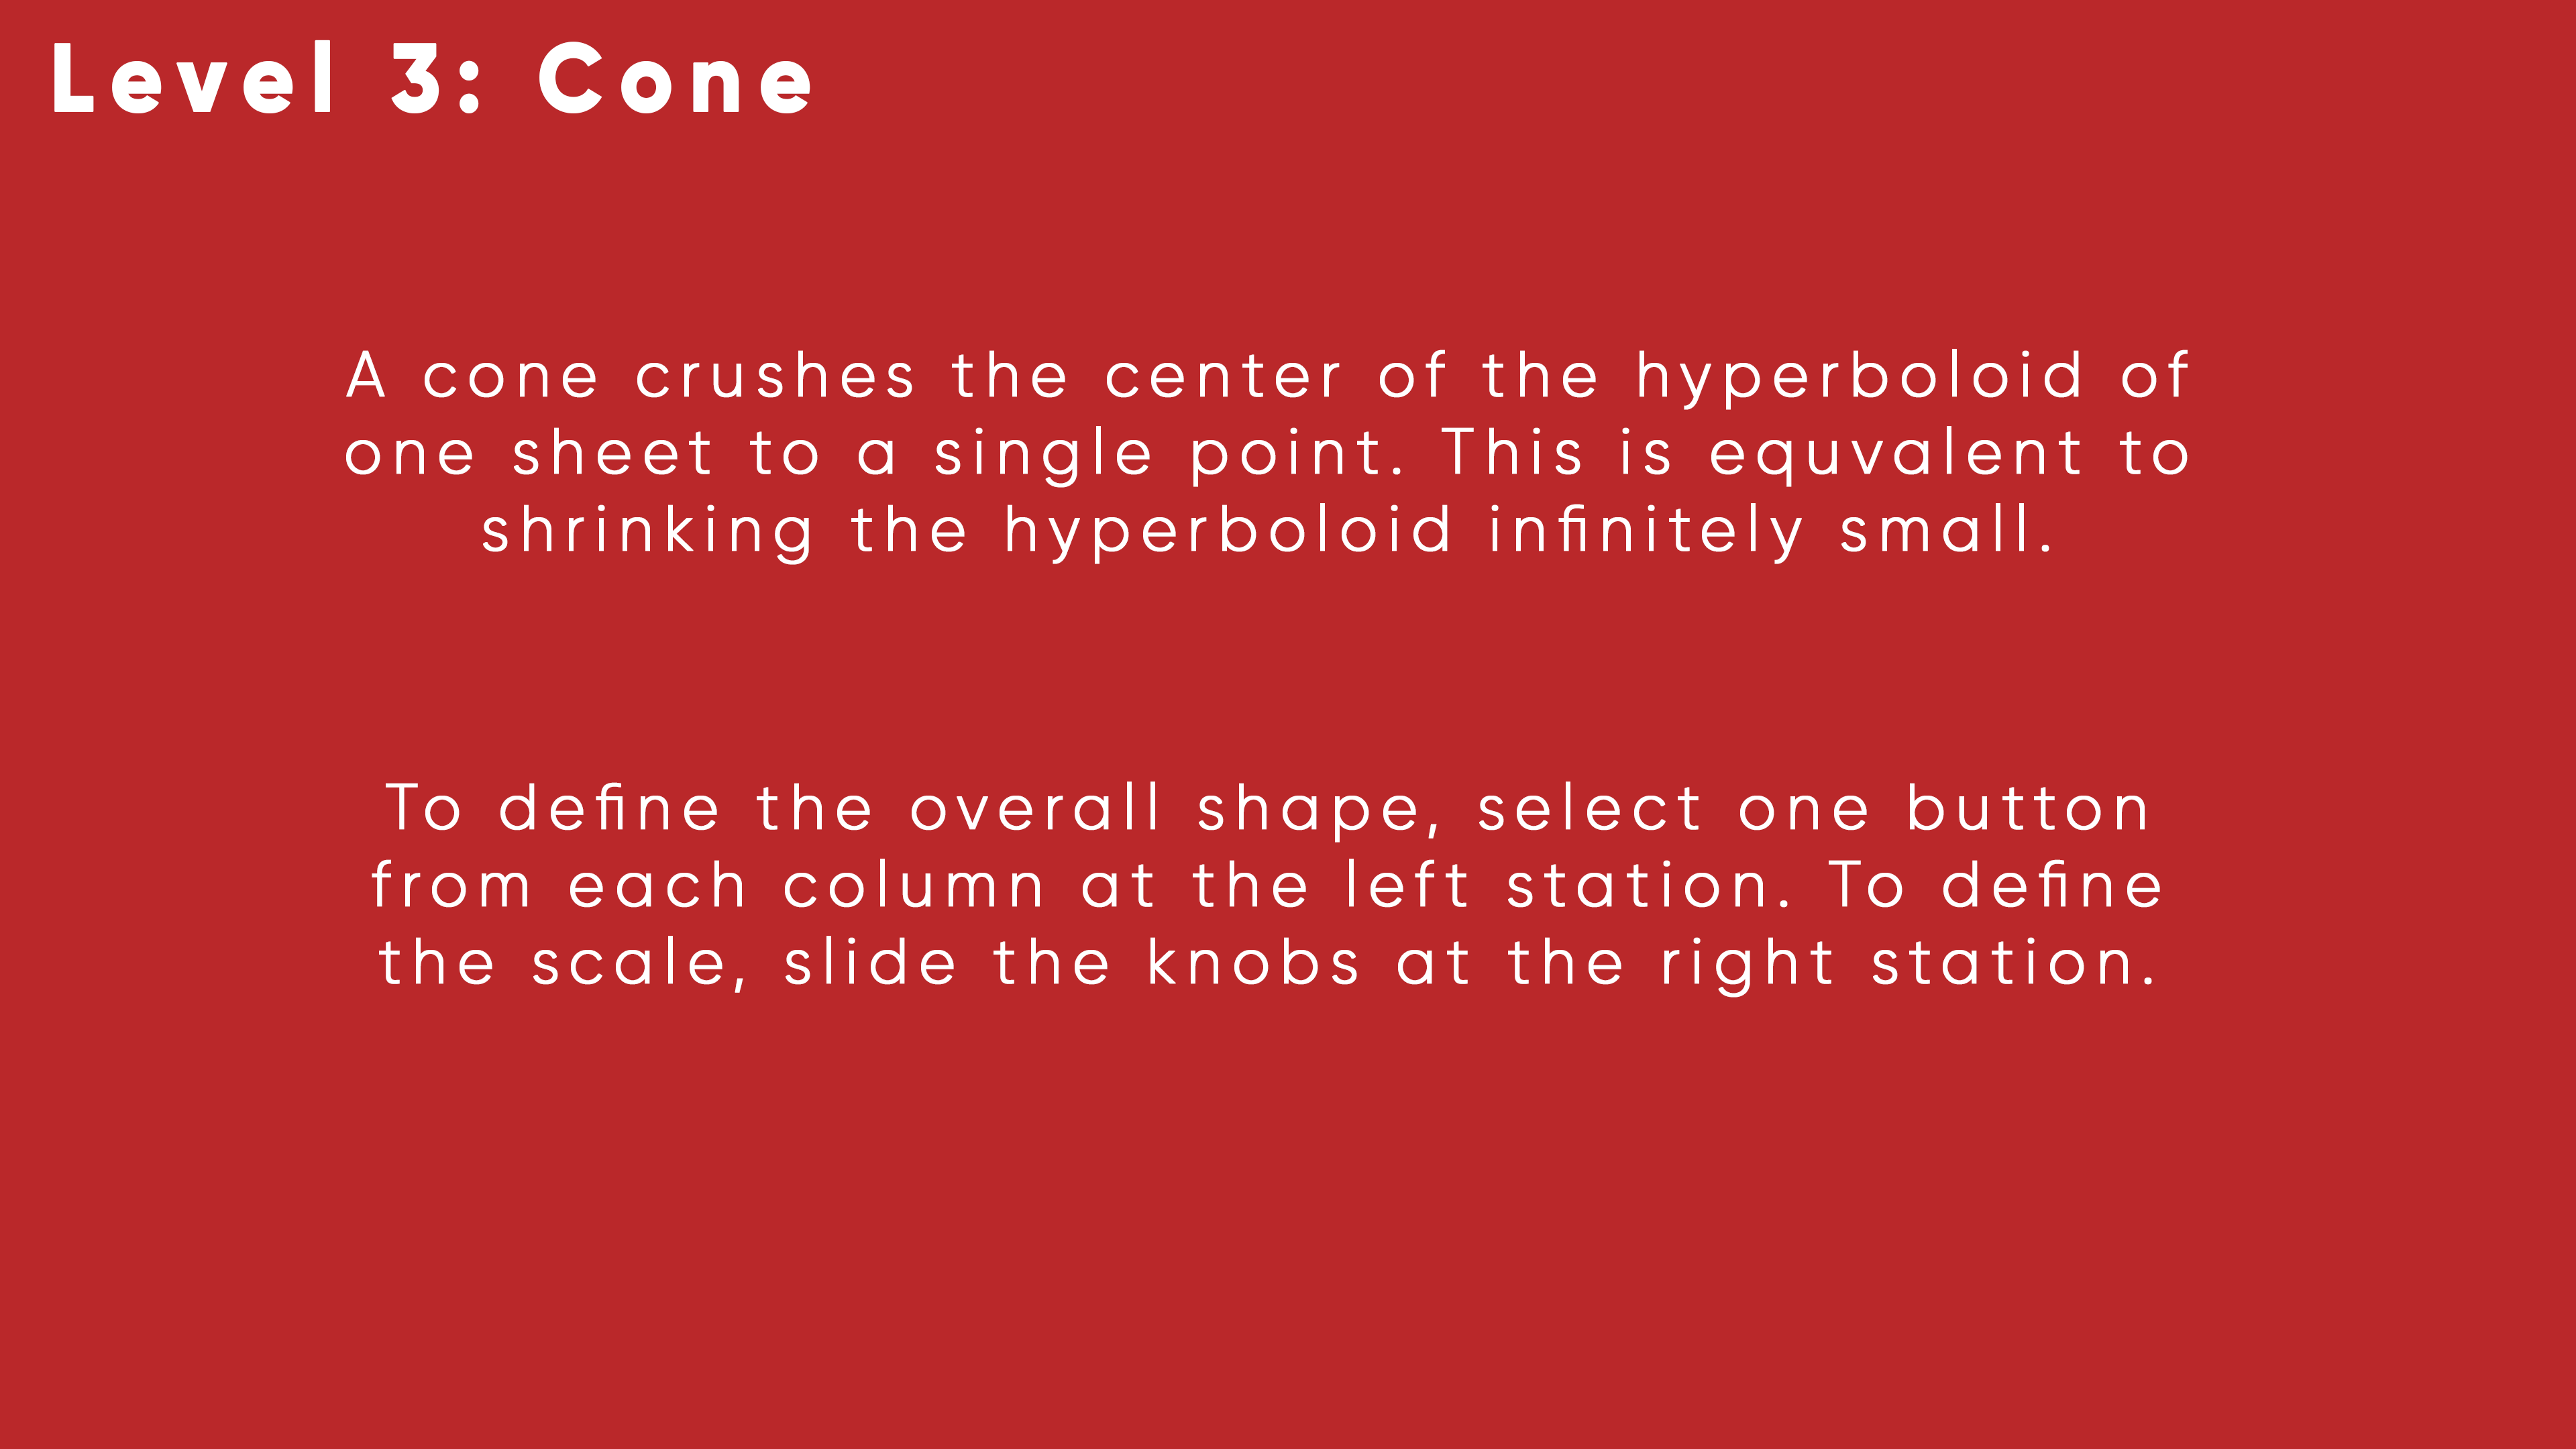 Level 3: Cone
A cone crushes the center of the hyperboloid of
one sheet to a single point. This is equvalent to
shrinking the hyperboloid infinitely small.
To define the overall shape, select one button
from each column at the left station. To define
the scale, slide the knobs at the right station.